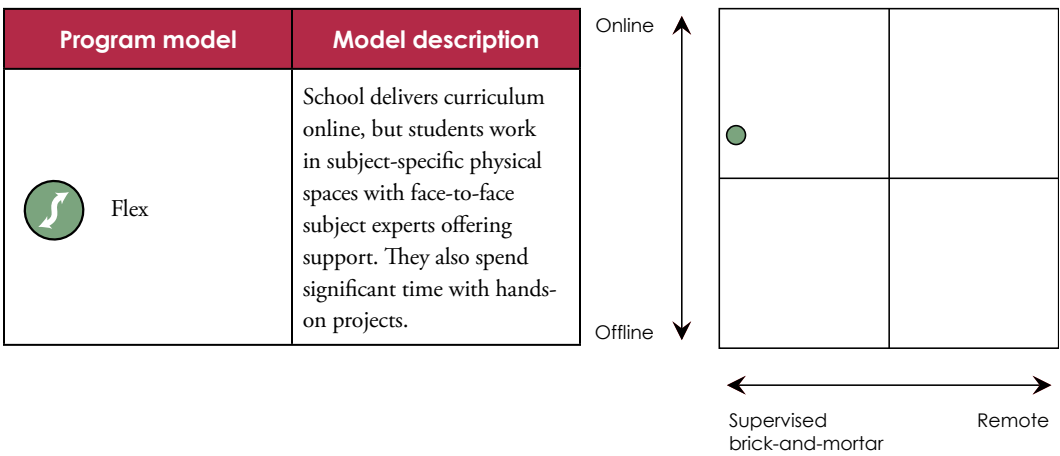 Program model
Model description
Flex
School delivers curriculum
online, but students work
in subject-specific physical
spaces with face-to-face
subject experts offering
support. They also spend
significant time with hands-
on projects.
Online
Offline
Supervised
brick-and-mortar
Remote